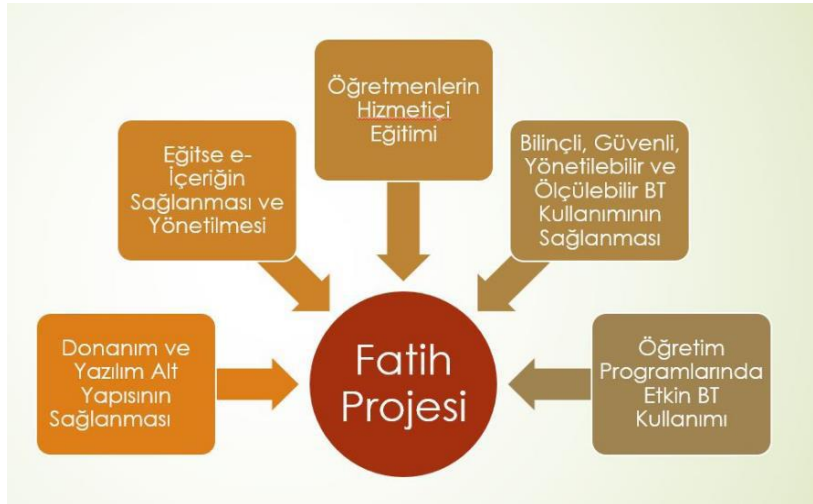 Öğretmenlerin
Hizmetiçi
Eğitimi
Eğitse e-
İçeriğin
Sağlanması ve
Yönetilmesi
Bilinçli, Güvenli,
Yönetilebilir ve
Ölçülebilir BT
Kullanımının
Sağlanması
Donanım ve
Yazılım Alt
Yapısının
Sağlanması
Fatih
Projesi
Öğretim
Programlarında
Etkin BT
Kullanımı